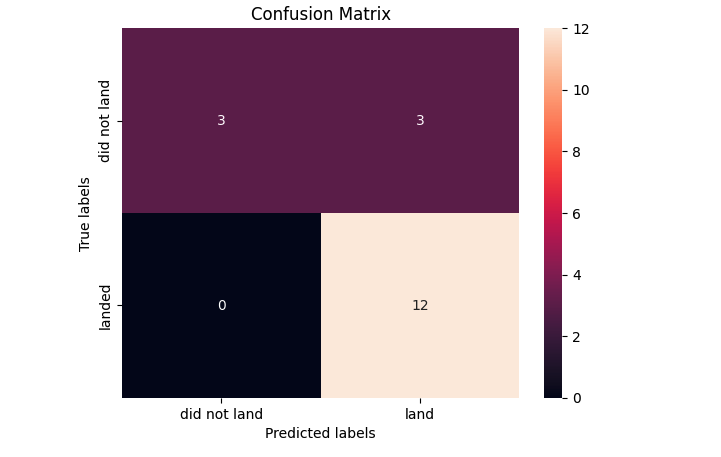 Confusion Matrix
True labels
did not land
landed
3
3
0
12
did not land
land
Predicted labels
12
10
8
6
4
2
0